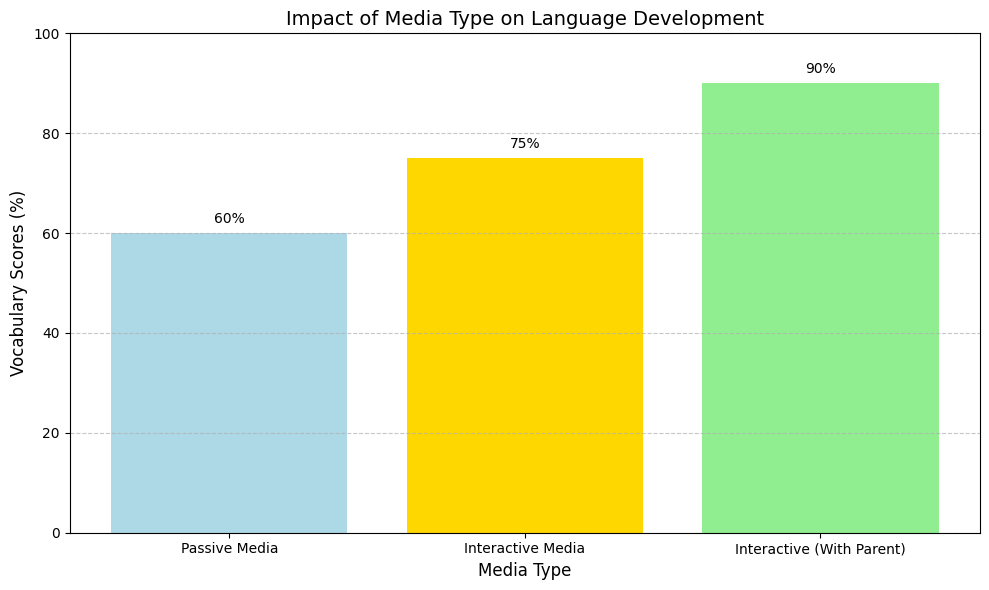 Impact of Media Type on Language Development
Vocabulary Scores (%)
100
80
60
40
20
0
60%
75%
90%
Passive Media
Interactive Media
Interactive (With Parent)
Media Type